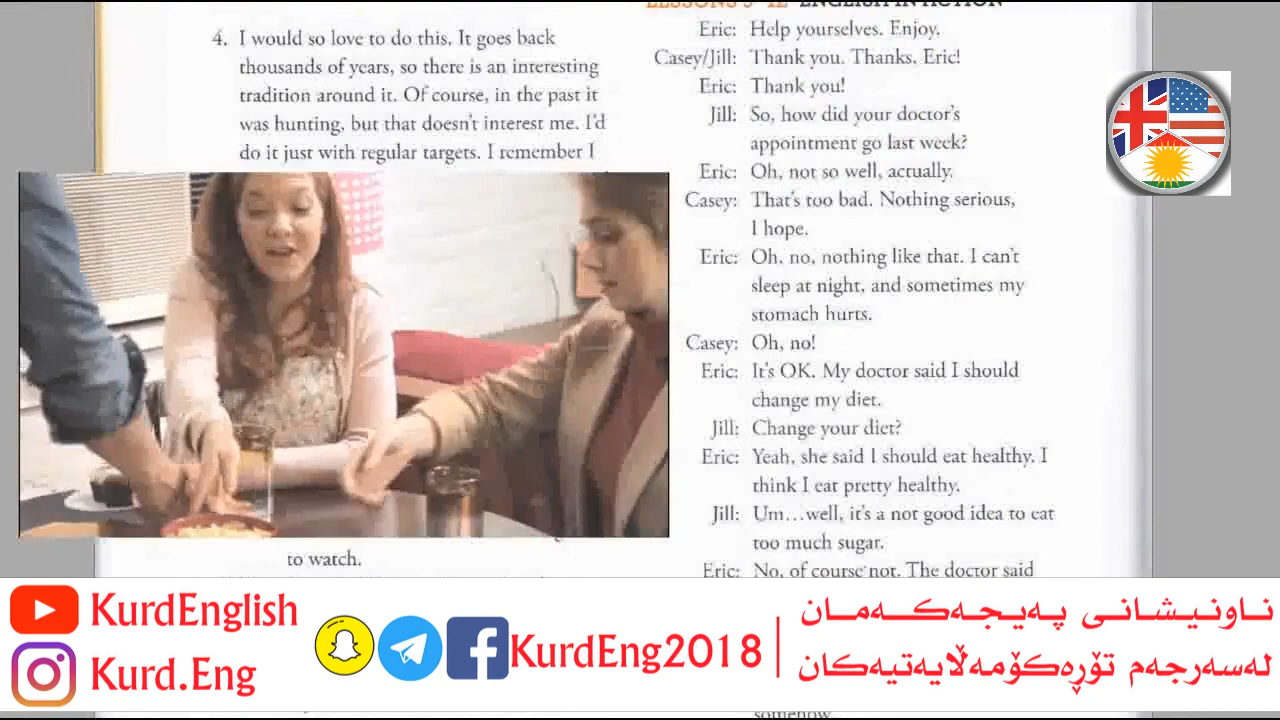 4. I would so love to do this. It goes back
thousands of years, so there is an interesting
tradition around it. Of course, in the past it
was hunting, but that doesn't interest me. I'd
do it just with regular targets. I remember I
to watch.
LESSONS 9–12 ENGLISH IN ACTION
Eric: Help yourselves. Enjoy.
Casey/Jill: Thank you. Thanks, Eric!
Eric: Thank you!
Jill: So, how did your doctor's
appointment go last week?
Eric: Oh, not so well, actually.
Casey: That's too bad. Nothing serious,
I hope.
Eric: Oh, no, nothing like that. I can't
sleep at night, and sometimes my
stomach hurts.
Casey: Oh, no!
Eric: It's OK. My doctor said I should
change my diet.
Jill: Change your diet?
Eric: Yeah, she said I should eat healthy. I
think I eat pretty healthy.
Jill: Um…well, it's a not good idea to eat
too much sugar.
Eric: No, of course not. The doctor said
somehow.
KurdEnglish
Kurd.Eng
KurdEng2018
ناونیشانی پەیجەکەمان
لەسەرجەم تۆڕەکۆمەڵایەتیەکان